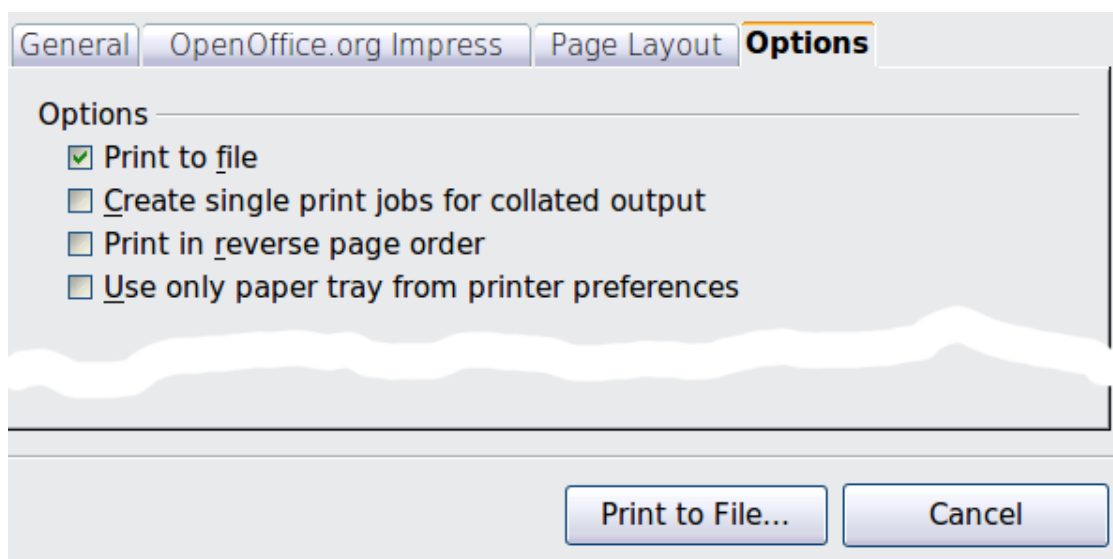 General OpenOffice.org Impress Page Layout Options
Options
Print to file
Create single print jobs for collated output
Print in reverse page order
Use only paper tray from printer preferences
Print to File... Cancel